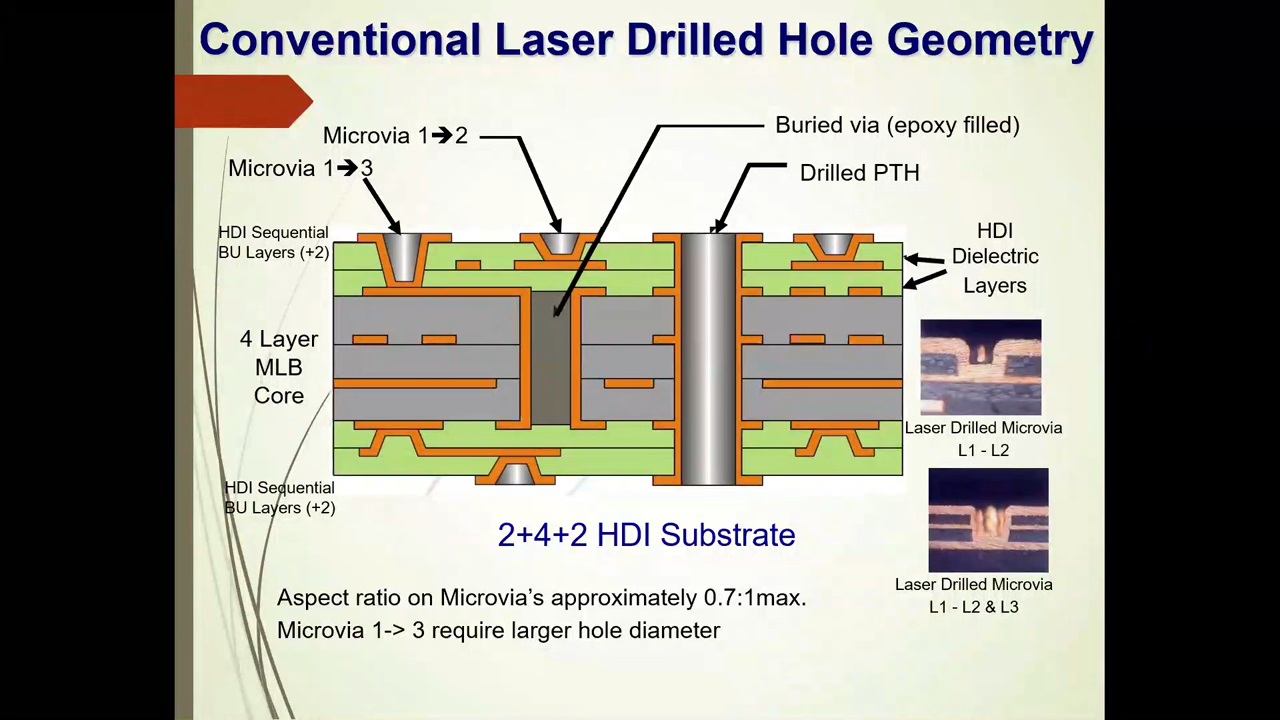 Conventional Laser Drilled Hole Geometry
Microvia 1➔2
Buried via (epoxy filled)
Microvia 1➔3
Drilled PTH
HDI Sequential
BU Layers (+2)
HDI
Dielectric
Layers
4 Layer
MLB
Core
Laser Drilled Microvia
L1 - L2
HDI Sequential
BU Layers (+2)
2+4+2 HDI Substrate
Laser Drilled Microvia
L1 - L2 & L3
Aspect ratio on Microvia's approximately 0.7:1max.
Microvia 1-> 3 require larger hole diameter